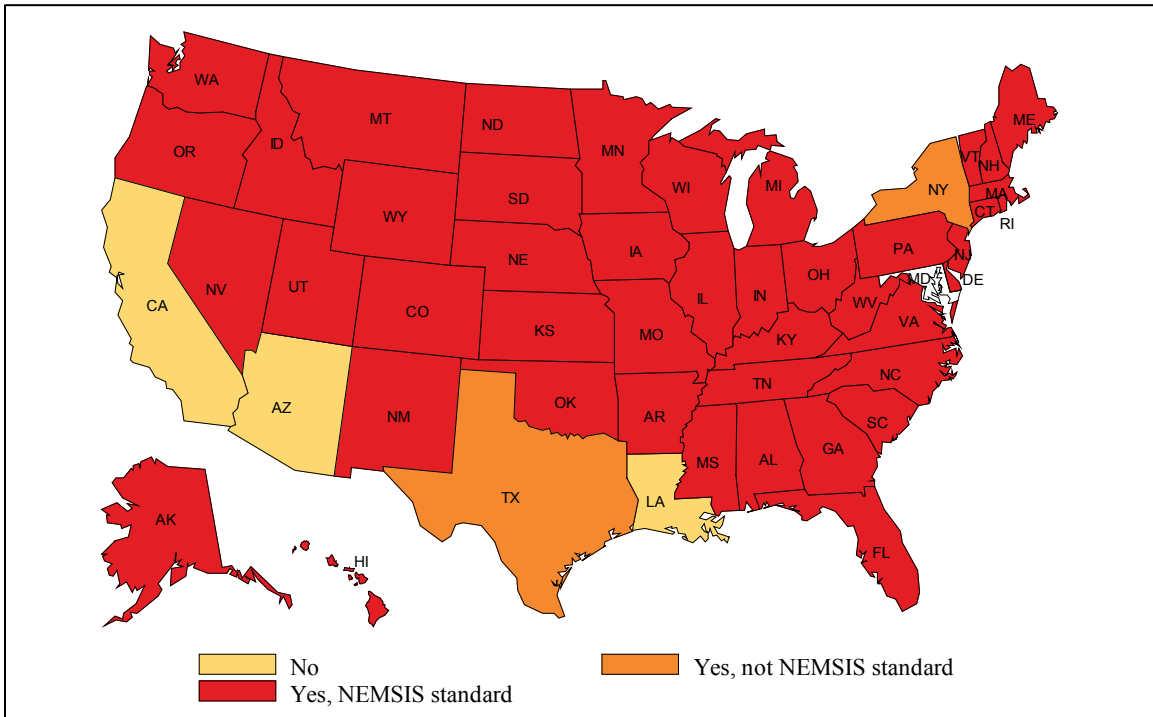 WA
MT
ND
MN
ME
OR
ID
WI
MI
VT
NH
NY
MA
CT
RI
SD
WY
IA
PA
NJ
NE
OH
MD
DE
NV
UT
CO
IL
IN
WV
VA
CA
KS
MO
KY
NC
TN
AZ
NM
OK
AR
SC
MS
AL
GA
TX
LA
AK
HI
FL
No
Yes, not NEMSIS standard
Yes, NEMSIS standard